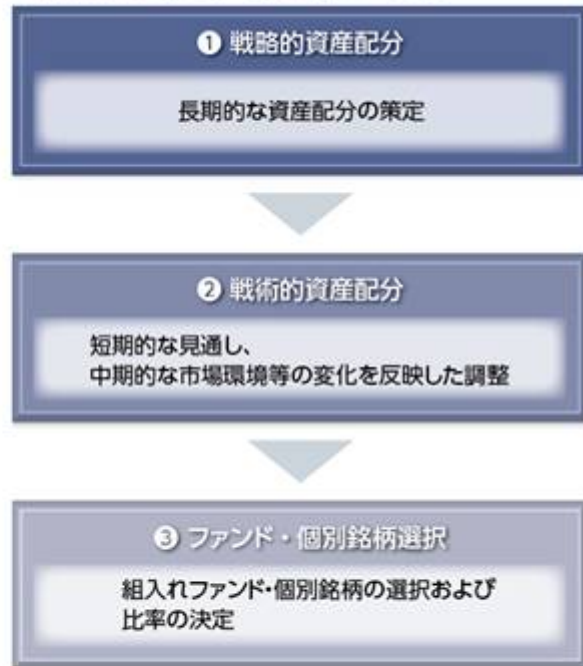 ❶ 戦略的資産配分
長期的な資産配分の策定
❷ 戦術的資産配分
短期的な見通し、
中期的な市場環境等の変化を反映した調整
❸ ファンド・個別銘柄選択
組入れファンド・個別銘柄の選択および
比率の決定